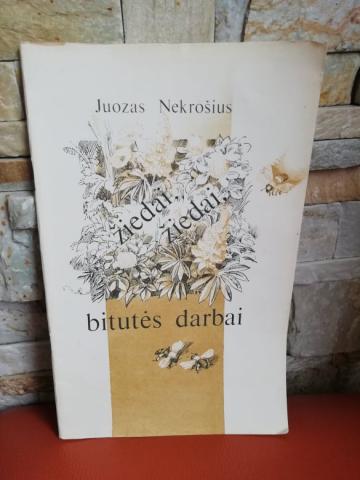 Juozas Nekrošius
žiedai,
žiedai,
bitutės darbai